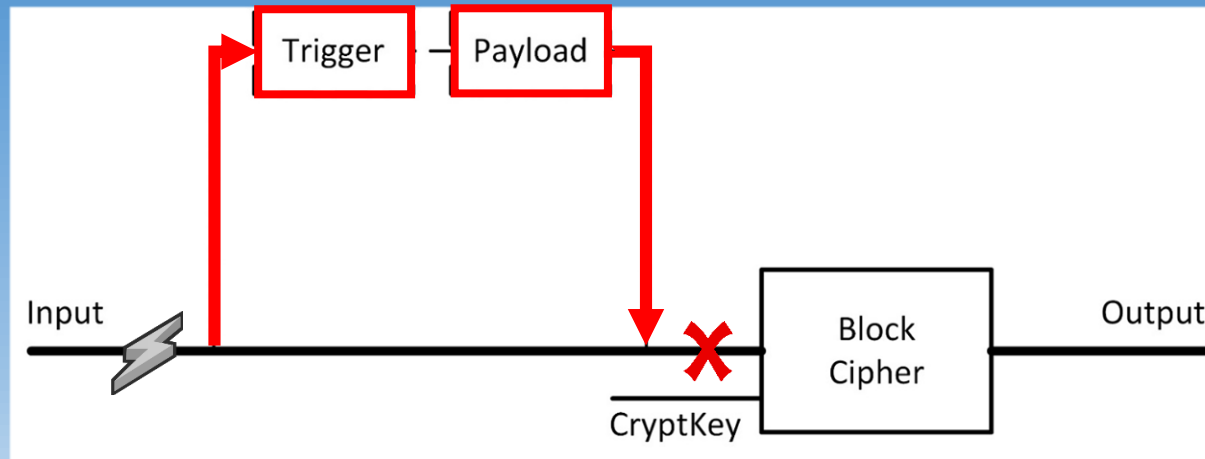 Trigger
Payload
Input
Block
Cipher
Output
CryptKey